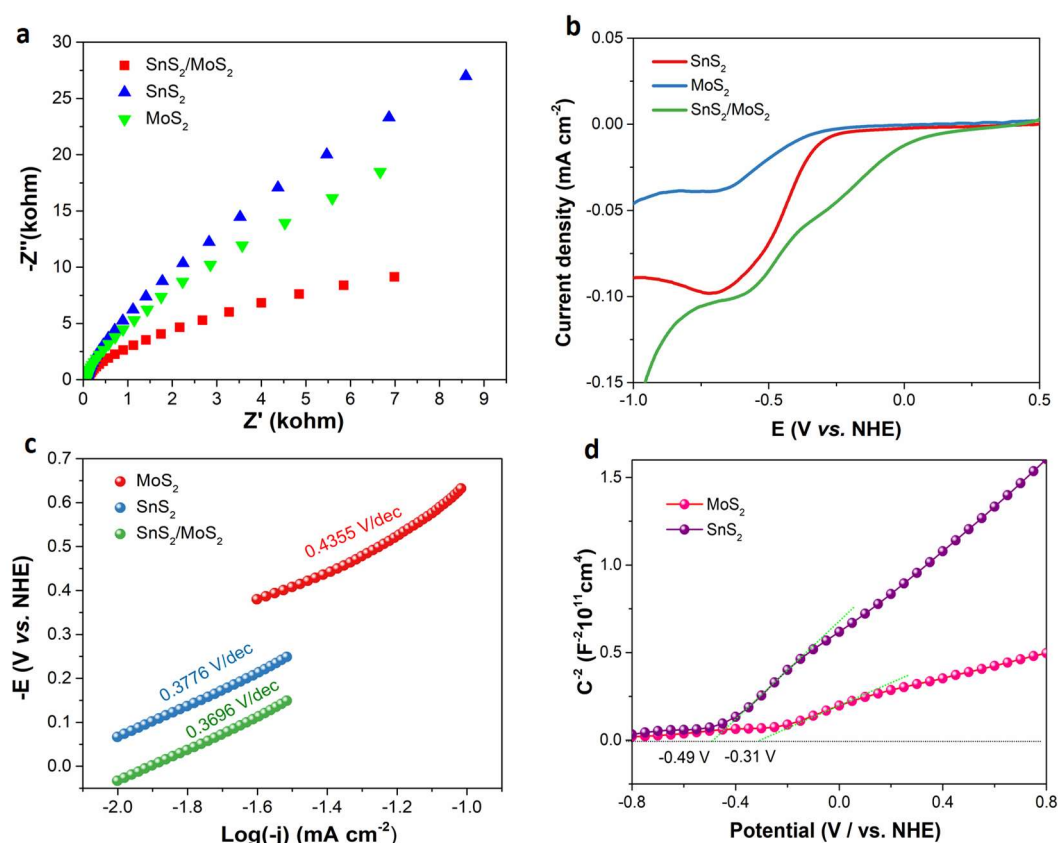 a
30
25
20
15
10
5
0
-Z''(kohm)
SnS₂/MoS₂
SnS₂
MoS₂
0 1 2 3 4 5 6 7 8 9
Z' (kohm)
b
0.05
0.00
-0.05
-0.10
-0.15
Current density (mA cm⁻²)
SnS₂
MoS₂
SnS₂/MoS₂
-1.0 -0.5 0.0 0.5
E (V vs. NHE)
c
0.7
0.6
0.5
0.4
0.3
0.2
0.1
0.0
-E (V vs. NHE)
MoS₂
SnS₂
SnS₂/MoS₂
0.4355 V/dec
0.3776 V/dec
0.3696 V/dec
-2.0 -1.8 -1.6 -1.4 -1.2 -1.0
Log(-j) (mA cm⁻²)
d
1.5
1.0
0.5
0.0
C⁻² (F⁻²10¹¹cm⁴)
MoS₂
SnS₂
-0.49 V -0.31 V
-0.8 -0.4 0.0 0.4 0.8
Potential (V / vs. NHE)